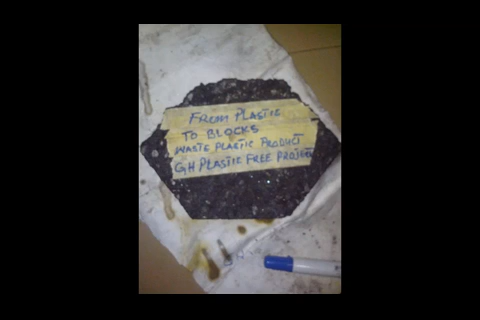 FROM PLASTIC
TO BLOCKS
WASTE PLASTIC PRODUCT
GH PLASTIC FREE PROJECT